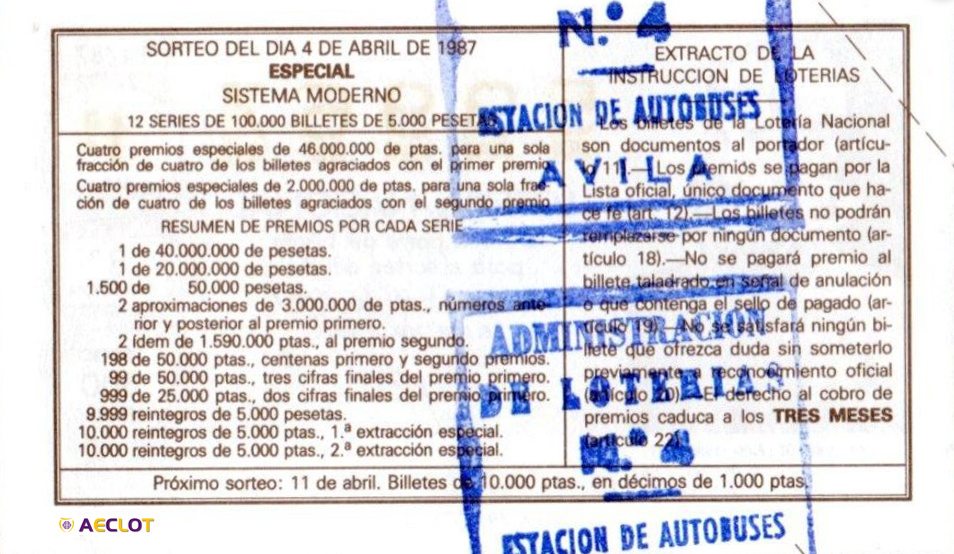 SORTEO DEL DIA 4 DE ABRIL DE 1987
ESPECIAL
SISTEMA MODERNO
12 SERIES DE 100.000 BILLETES DE 5.000 PESETAS
Cuatro premios especiales de 46.000.000 de ptas. para una sola
fracción de cuatro de los billetes agraciados con el primer premio
Cuatro premios especiales de 2.000.000 de ptas. para una sola frac-
ción de cuatro de los billetes agraciados con el segundo premio
RESUMEN DE PREMIOS POR CADA SERIE
1 de 40.000.000 de pesetas.
1 de 20.000.000 de pesetas.
1.500 de 50.000 pesetas.
2 aproximaciones de 3.000.000 de ptas., números ante-
rior y posterior al premio primero.
2 ídem de 1.590.000 ptas., al premio segundo.
198 de 50.000 ptas., centenas primero y segundo premios.
99 de 50.000 ptas., tres cifras finales del premio primero.
999 de 25.000 ptas., dos cifras finales del premio primero.
9.999 reintegros de 5.000 pesetas.
10.000 reintegros de 5.000 ptas., 1.ª extracción especial.
10.000 reintegros de 5.000 ptas., 2.ª extracción especial.
EXTRACTO DE LA
INSTRUCCION DE LOTERIAS
Los billetes de la Lotería Nacional
son documentos al portador (artícu-
lo 11).—Los premios se pagan por la
Lista oficial, único documento que ha-
ce fe (art. 12).—Los billetes no podrán
remplazarse por ningún documento (ar-
tículo 18).—No se pagará premio al
billete taladrado en señal de anulación
o que contenga el sello de pagado (ar-
tículo 19).—No se satisfará ningún bi-
llete que ofrezca duda sin someterlo
previamente a reconocimiento oficial
(artículo 20).—El derecho al cobro de
premios caduca a los TRES MESES
(artículo 22).
Próximo sorteo: 11 de abril. Billetes de 10.000 ptas., en décimos de 1.000 ptas.
N.º 4
ESTACION DE AUTOBUSES
AVILA
ADMINISTRACION
DE LOTERIAS
N.º 4
ESTACION DE AUTOBUSES
AECLOT